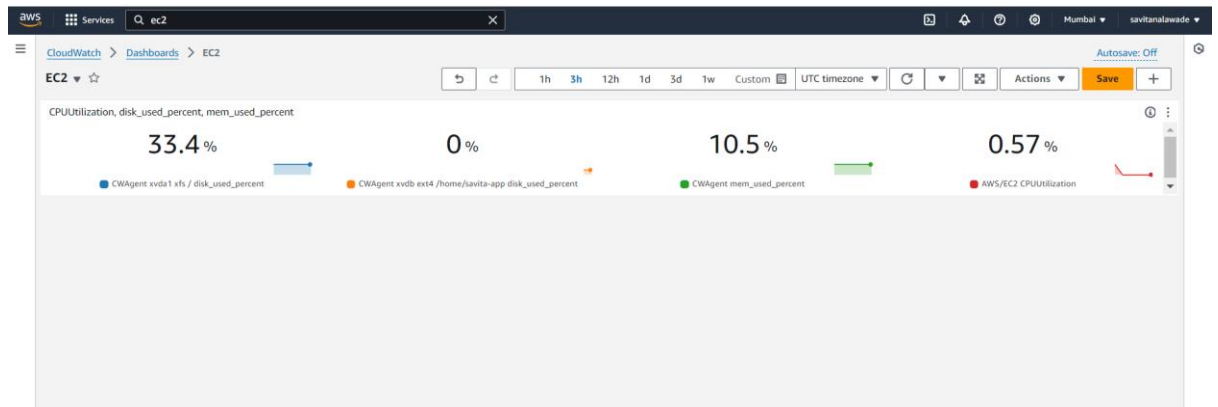 aws Services ec2 Mumbai savitanalawade
CloudWatch > Dashboards > EC2 Autosave: Off
EC2 1h 3h 12h 1d 3d 1w Custom UTC timezone Actions Save +
CPUUtilization, disk_used_percent, mem_used_percent
33.4 % 0 % 10.5 % 0.57 %
CWAgent xvda1 xfs / disk_used_percent CWAgent xvdb ext4 /home/savita-app disk_used_percent CWAgent mem_used_percent AWS/EC2 CPUUtilization